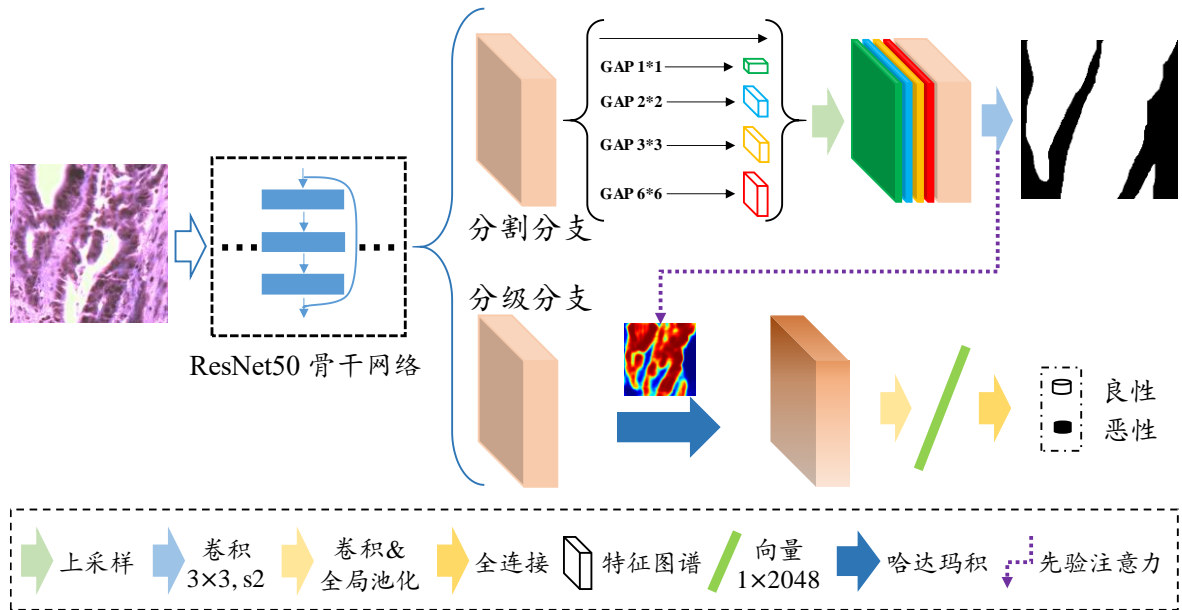 GAP 1*1
GAP 2*2
GAP 3*3
GAP 6*6
分割分支
分级分支
ResNet50 骨干网络
良性
恶性
上采样
卷积
3×3, s2
卷积&
全局池化
全连接
特征图谱
向量
1×2048
哈达玛积
先验注意力